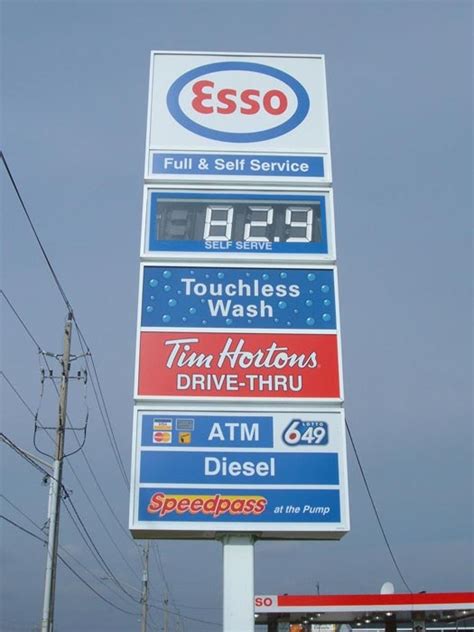 Esso
Full & Self Service
82.9
SELF SERVE
Touchless
Wash
Tim Hortons
DRIVE-THRU
ATM
LOTTO
649
Diesel
Speedpass at the Pump
SO